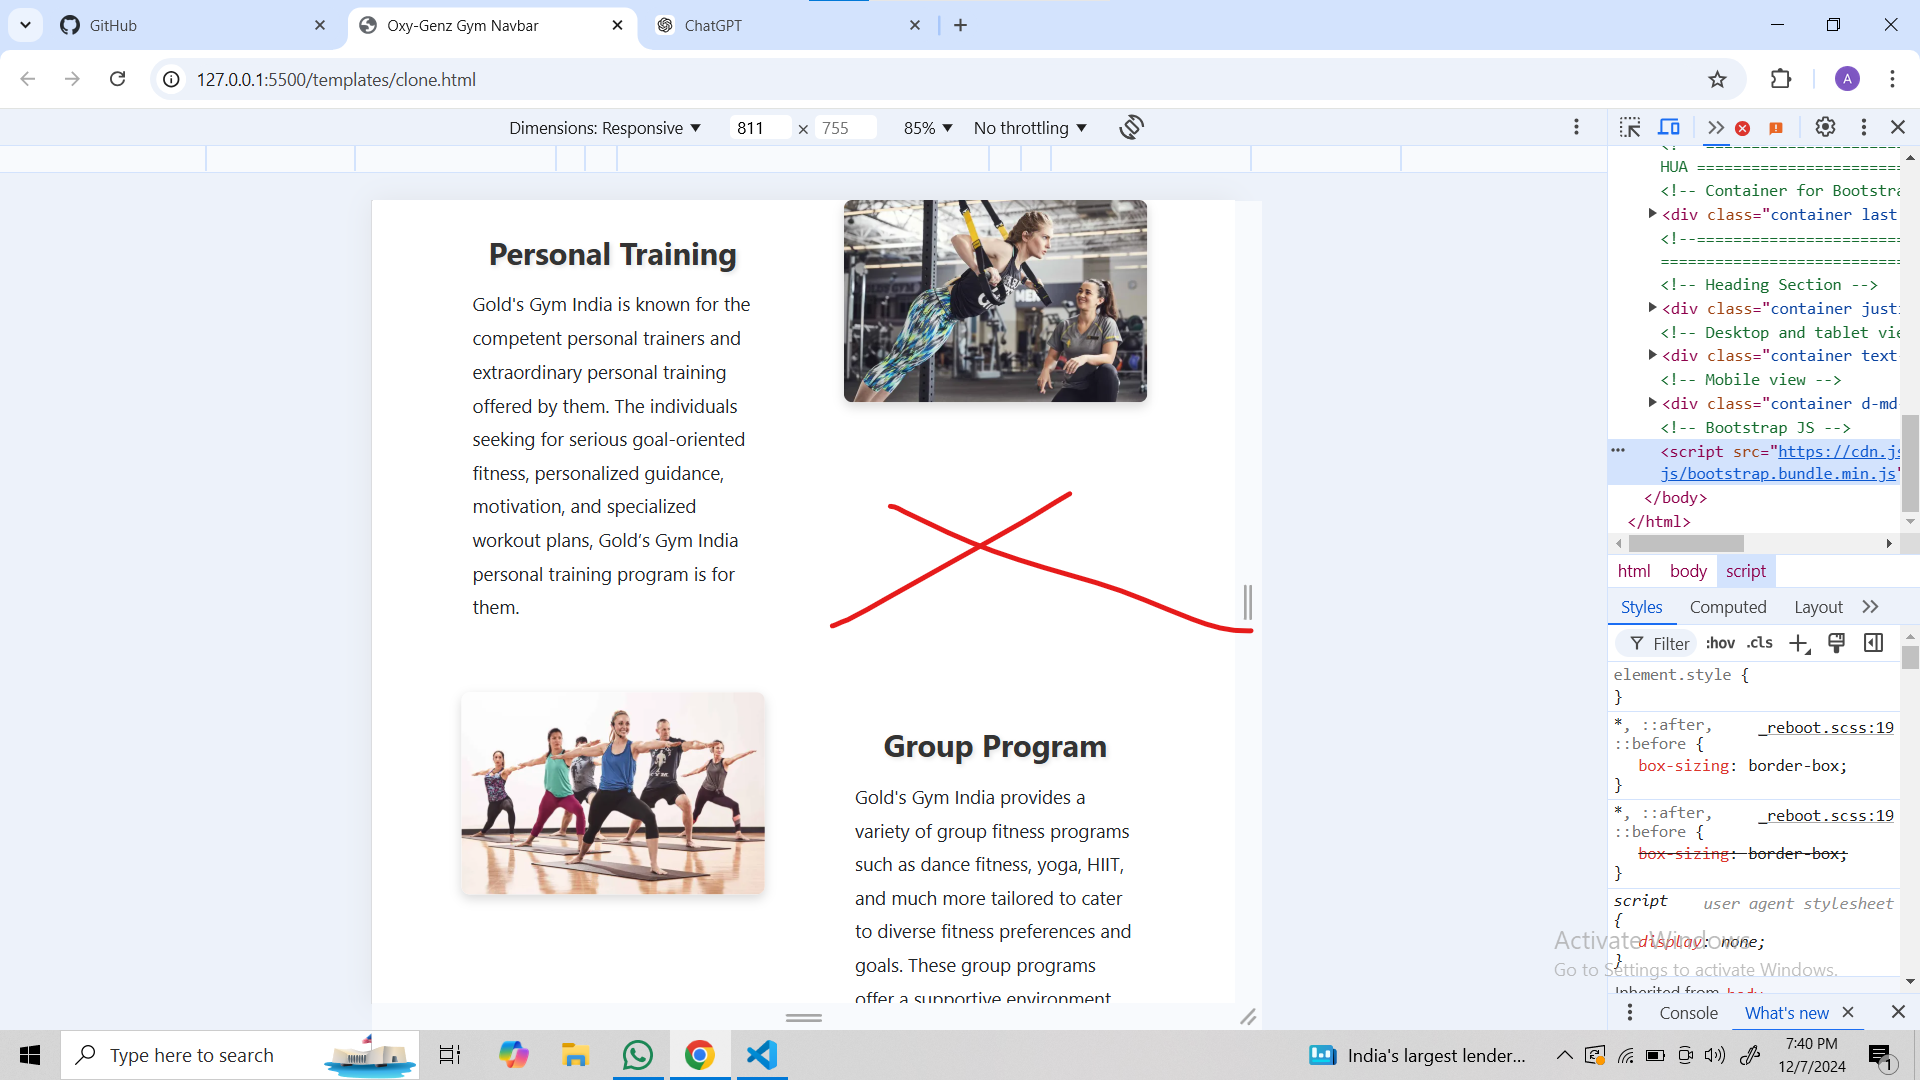 GitHub
Oxy-Genz Gym Navbar
ChatGPT
127.0.0.1:5500/templates/clone.html
A
Dimensions: Responsive
811 × 755
85%
No throttling
Personal Training
Gold's Gym India is known for the
competent personal trainers and
extraordinary personal training
offered by them. The individuals
seeking for serious goal-oriented
fitness, personalized guidance,
motivation, and specialized
workout plans, Gold's Gym India
personal training program is for
them.
Group Program
Gold's Gym India provides a
variety of group fitness programs
such as dance fitness, yoga, HIIT,
and much more tailored to cater
to diverse fitness preferences and
goals. These group programs
offer a supportive environment
HUA ========================
<!-- Container for Bootstra
<div class="container last
<!--========================
=========================
<!-- Heading Section -->
<div class="container just
<!-- Desktop and tablet vie
<div class="container text
<!-- Mobile view -->
<div class="container d-md
<!-- Bootstrap JS -->
<script src="https://cdn.js
js/bootstrap.bundle.min.js"
</body>
</html>
html body script
Styles Computed Layout
Filter :hov .cls
element.style {
}
*, ::after, _reboot.scss:19
::before {
box-sizing: border-box;
}
*, ::after, _reboot.scss:19
::before {
box-sizing: border-box;
}
script user agent stylesheet
{
display: none;
}
Inherited from body
Activate Windows
Go to Settings to activate Windows.
Console What's new
Type here to search
India's largest lender...
7:40 PM
12/7/2024
1